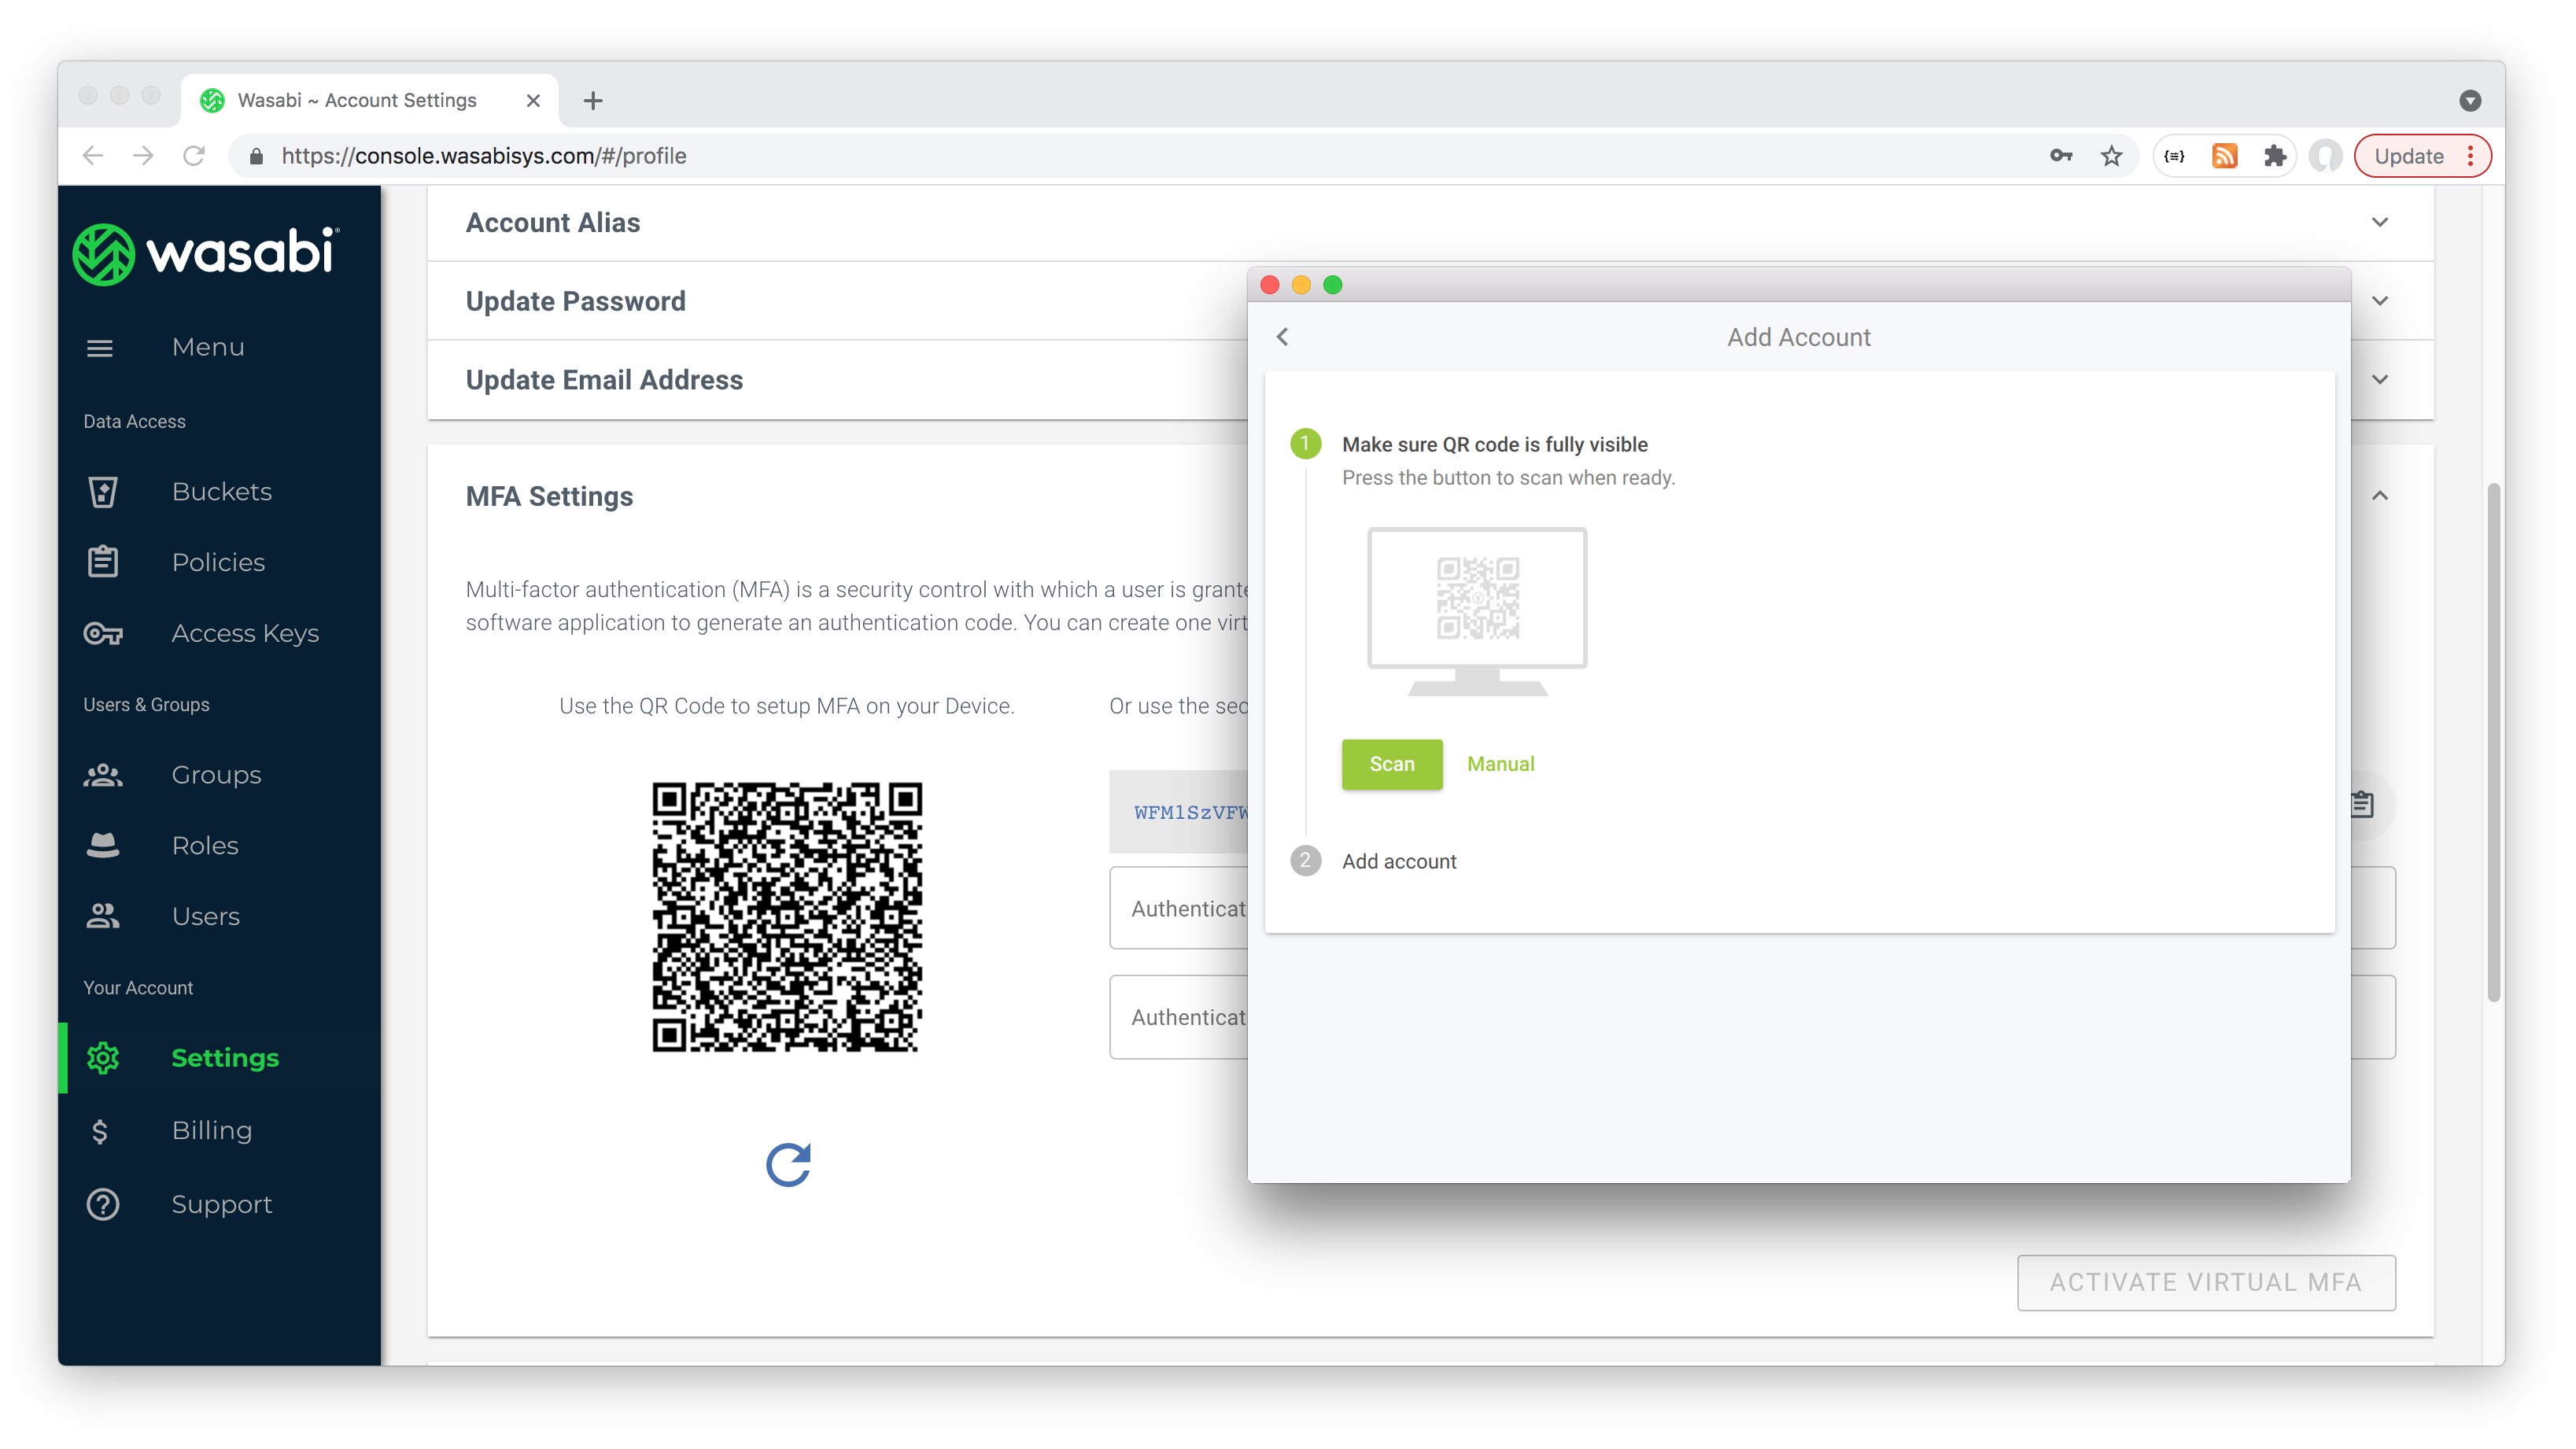 Wasabi ~ Account Settings
https://console.wasabisys.com/#/profile
Update
wasabi
Menu
Data Access
Buckets
Policies
Access Keys
Users & Groups
Groups
Roles
Users
Your Account
Settings
Billing
Support
Account Alias
Update Password
Update Email Address
MFA Settings
Multi-factor authentication (MFA) is a security control with which a user is grante
software application to generate an authentication code. You can create one virt
Use the QR Code to setup MFA on your Device.
Or use the sec
WFMlSzVFW
Authenticat
Authenticat
ACTIVATE VIRTUAL MFA
Add Account
1 Make sure QR code is fully visible
Press the button to scan when ready.
Scan Manual
2 Add account